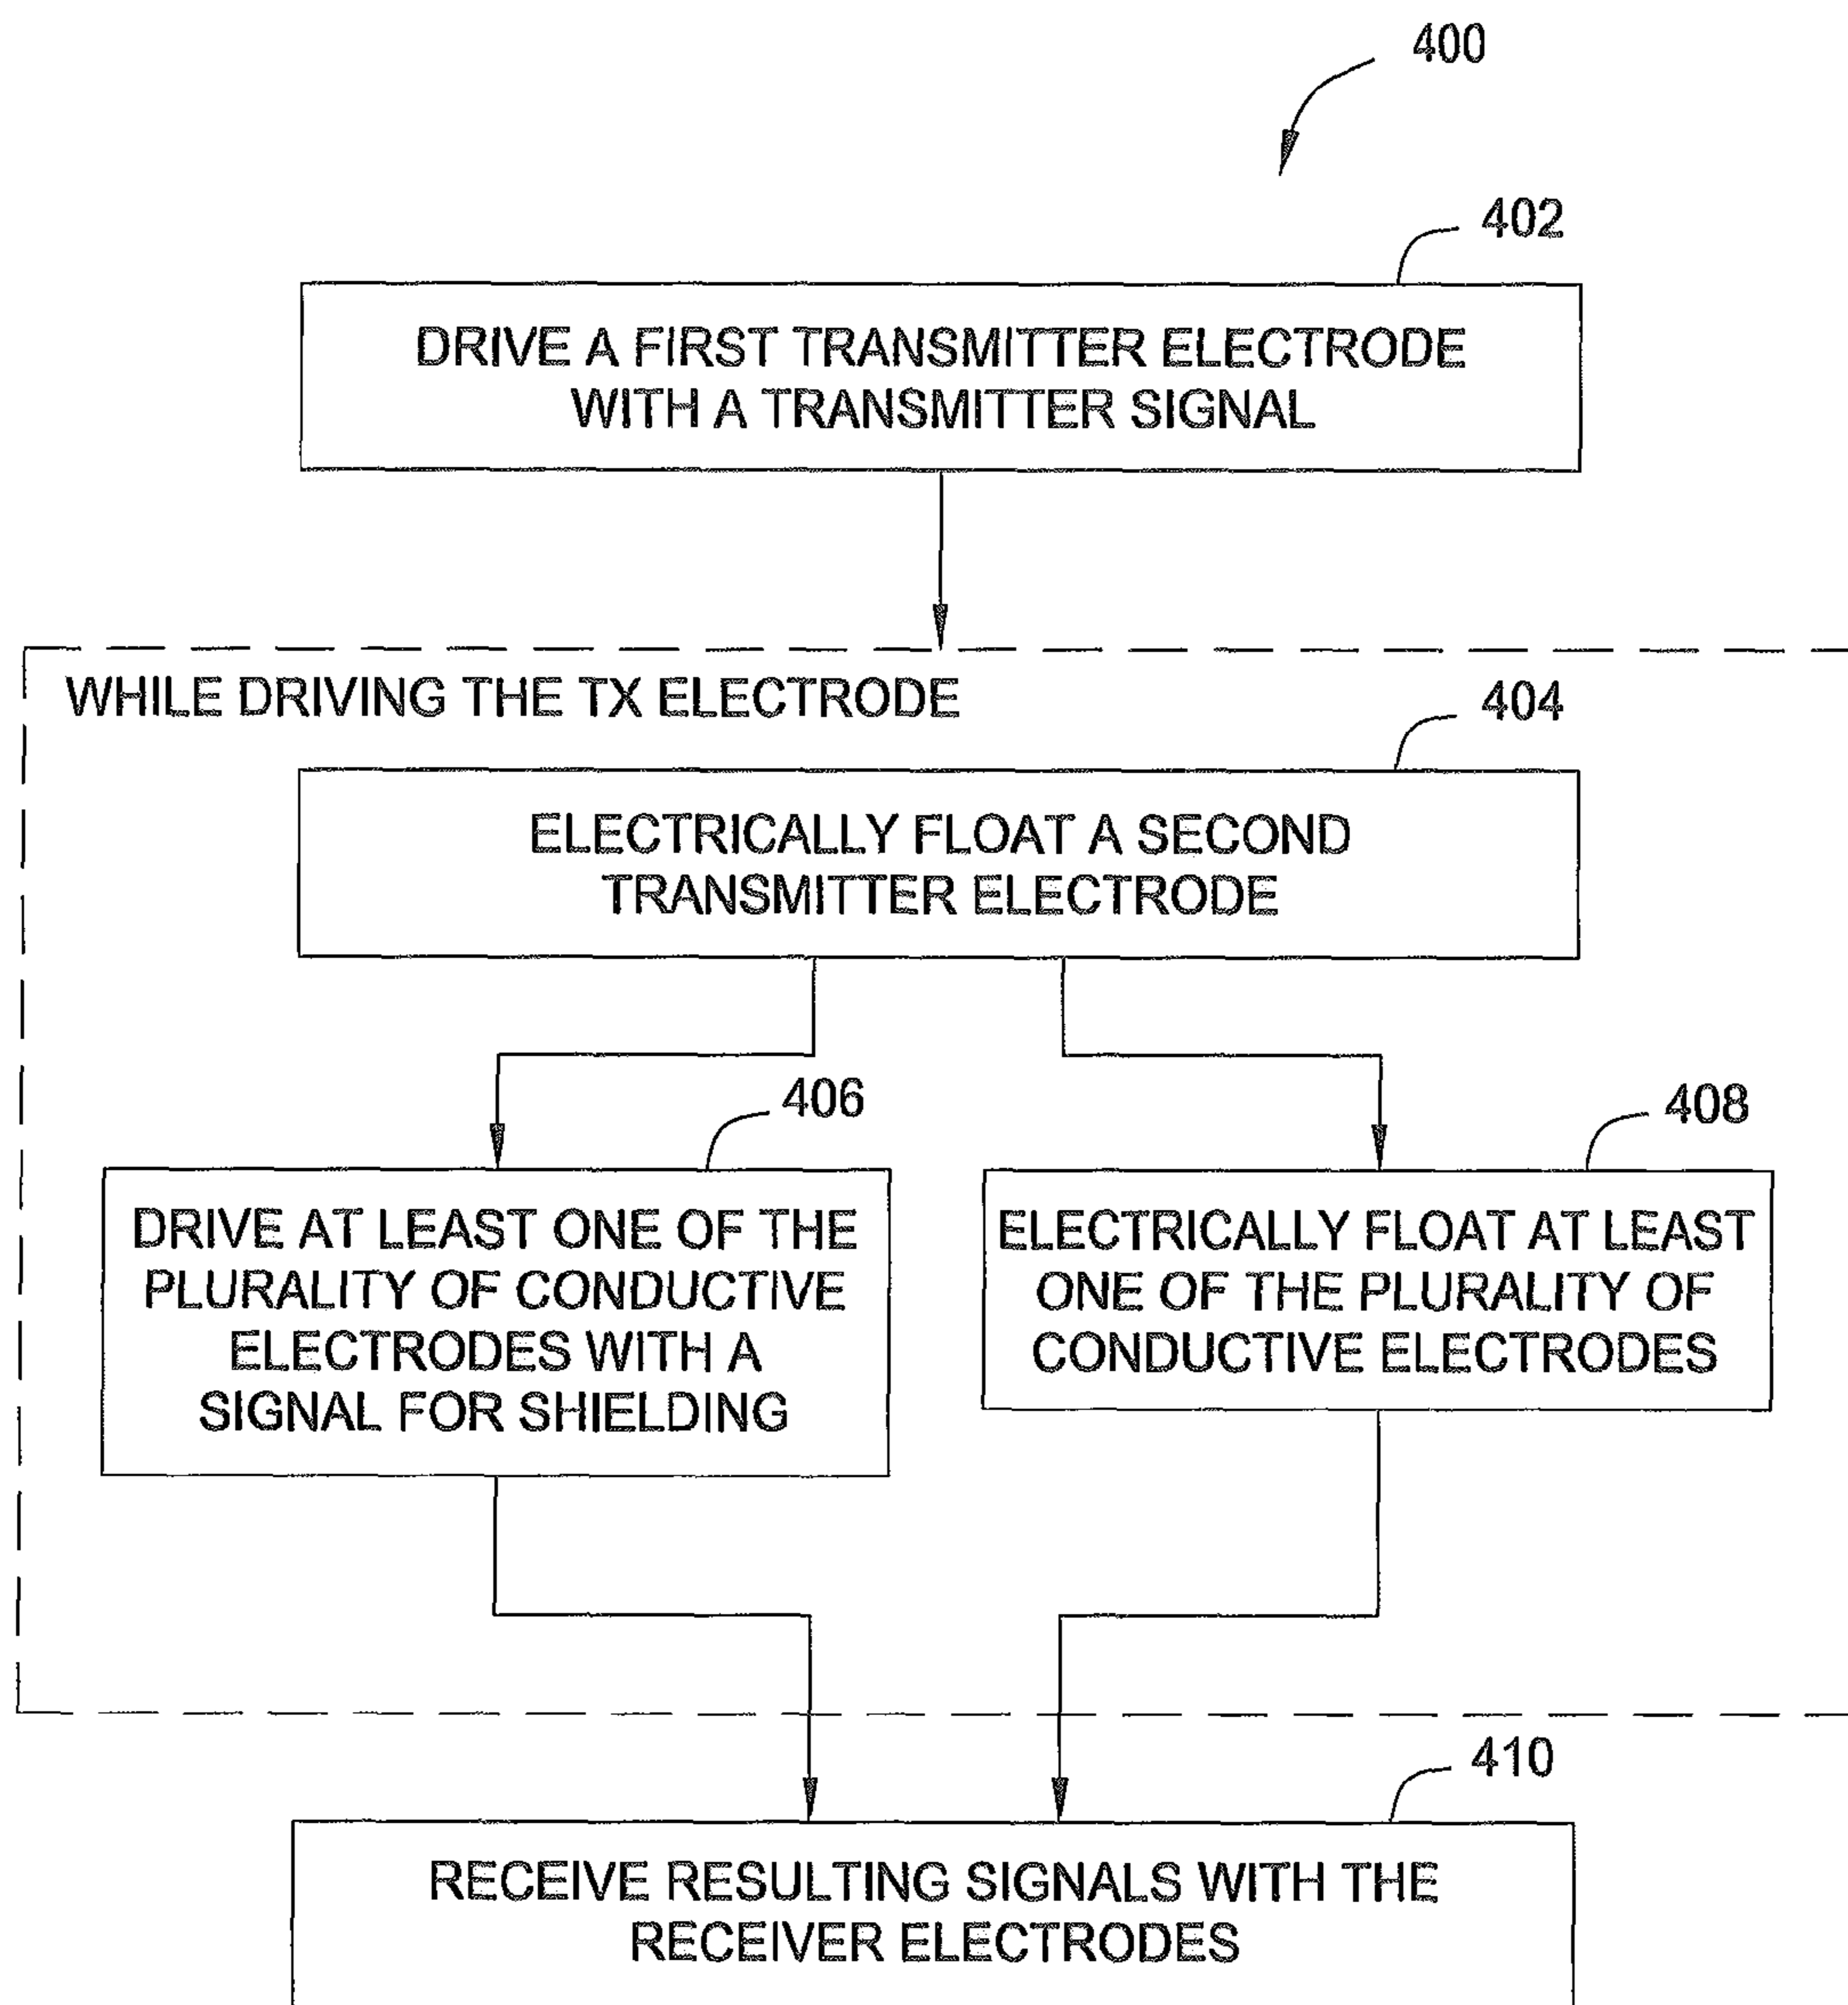 400
402
DRIVE A FIRST TRANSMITTER ELECTRODE
WITH A TRANSMITTER SIGNAL
WHILE DRIVING THE TX ELECTRODE
404
ELECTRICALLY FLOAT A SECOND
TRANSMITTER ELECTRODE
406
DRIVE AT LEAST ONE OF THE
PLURALITY OF CONDUCTIVE
ELECTRODES WITH A
SIGNAL FOR SHIELDING
408
ELECTRICALLY FLOAT AT LEAST
ONE OF THE PLURALITY OF
CONDUCTIVE ELECTRODES
410
RECEIVE RESULTING SIGNALS WITH THE
RECEIVER ELECTRODES